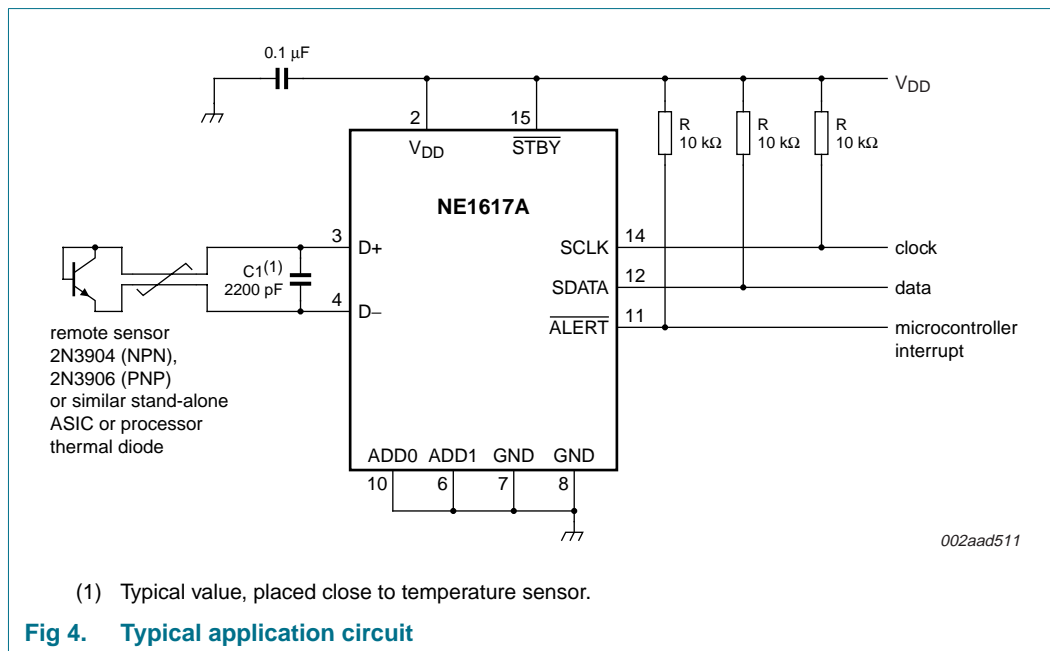 0.1 μF
VDD
2
15
R
10 kΩ
R
10 kΩ
R
10 kΩ
VDD
STBY
NE1617A
3
D+
SCLK
14
clock
C1(1)
2200 pF
SDATA
12
data
4
D−
ALERT
11
microcontroller
interrupt
remote sensor
2N3904 (NPN),
2N3906 (PNP)
or similar stand-alone
ASIC or processor
thermal diode
ADD0 ADD1 GND GND
10 6 7 8
002aad511
(1) Typical value, placed close to temperature sensor.
Fig 4. Typical application circuit